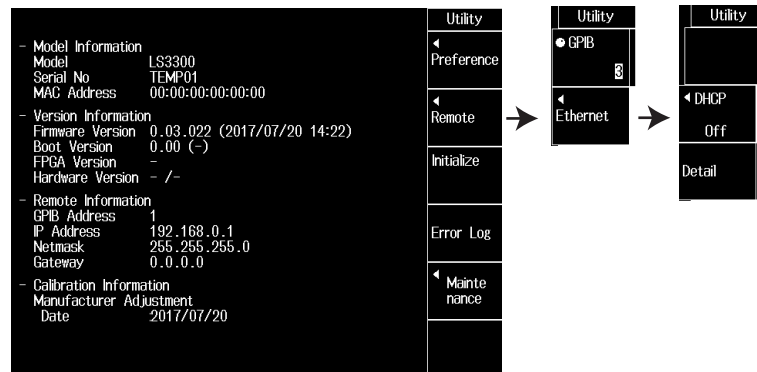 - Model Information
Model LS3300
Serial No TEMP01
MAC Address 00:00:00:00:00:00
- Version Information
Firmware Version 0.03.022 (2017/07/20 14:22)
Boot Version 0.00 (-)
FPGA Version -
Hardware Version - /-
- Remote Information
GPIB Address 1
IP Address 192.168.0.1
Netmask 255.255.255.0
Gateway 0.0.0.0
- Calibration Information
Manufacturer Adjustment
Date 2017/07/20
Utility
Preference
Remote
Initialize
Error Log
Mainte
nance
Utility
GPIB
3
Ethernet
Utility
DHCP
Off
Detail